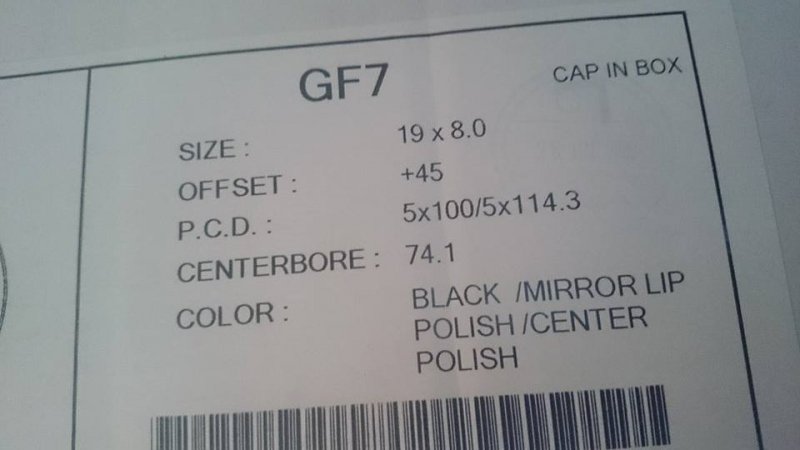 GF7
CAP IN BOX
SIZE : 19 x 8.0
OFFSET : +45
P.C.D. : 5x100/5x114.3
CENTERBORE : 74.1
COLOR : BLACK /MIRROR LIP
POLISH /CENTER
POLISH